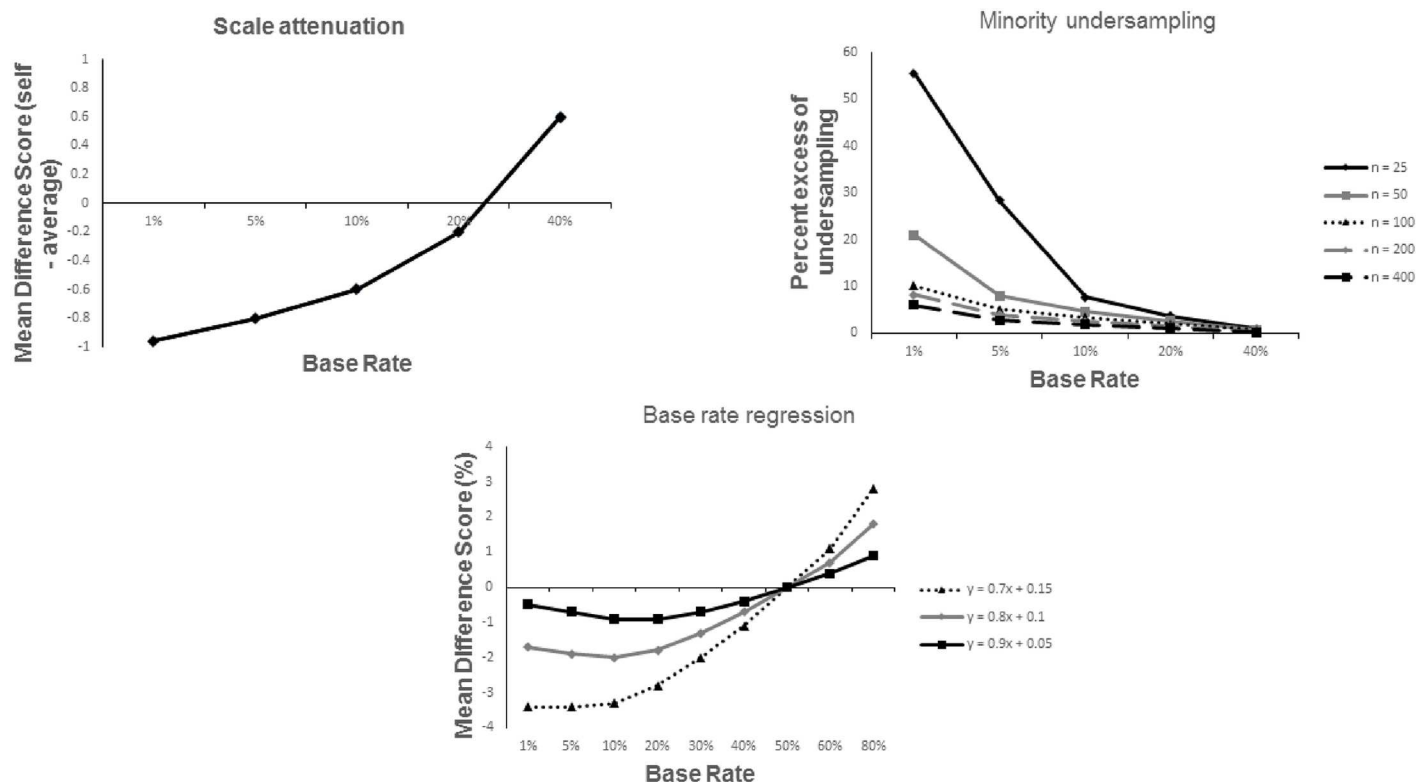 Scale attenuation
Mean Difference Score (self
- average)
1
0.8
0.6
0.4
0.2
0
-0.2
-0.4
-0.6
-0.8
-1
1%
5%
10%
20%
40%
Base Rate
Minority undersampling
Percent excess of
undersampling
60
50
40
30
20
10
0
1%
5%
10%
20%
40%
Base Rate
n = 25
n = 50
n = 100
n = 200
n = 400
Base rate regression
Mean Difference Score (%)
4
3
2
1
0
-1
-2
-3
-4
1%
5%
10%
20%
30%
40%
50%
60%
80%
Base Rate
y = 0.7x + 0.15
y = 0.8x + 0.1
y = 0.9x + 0.05